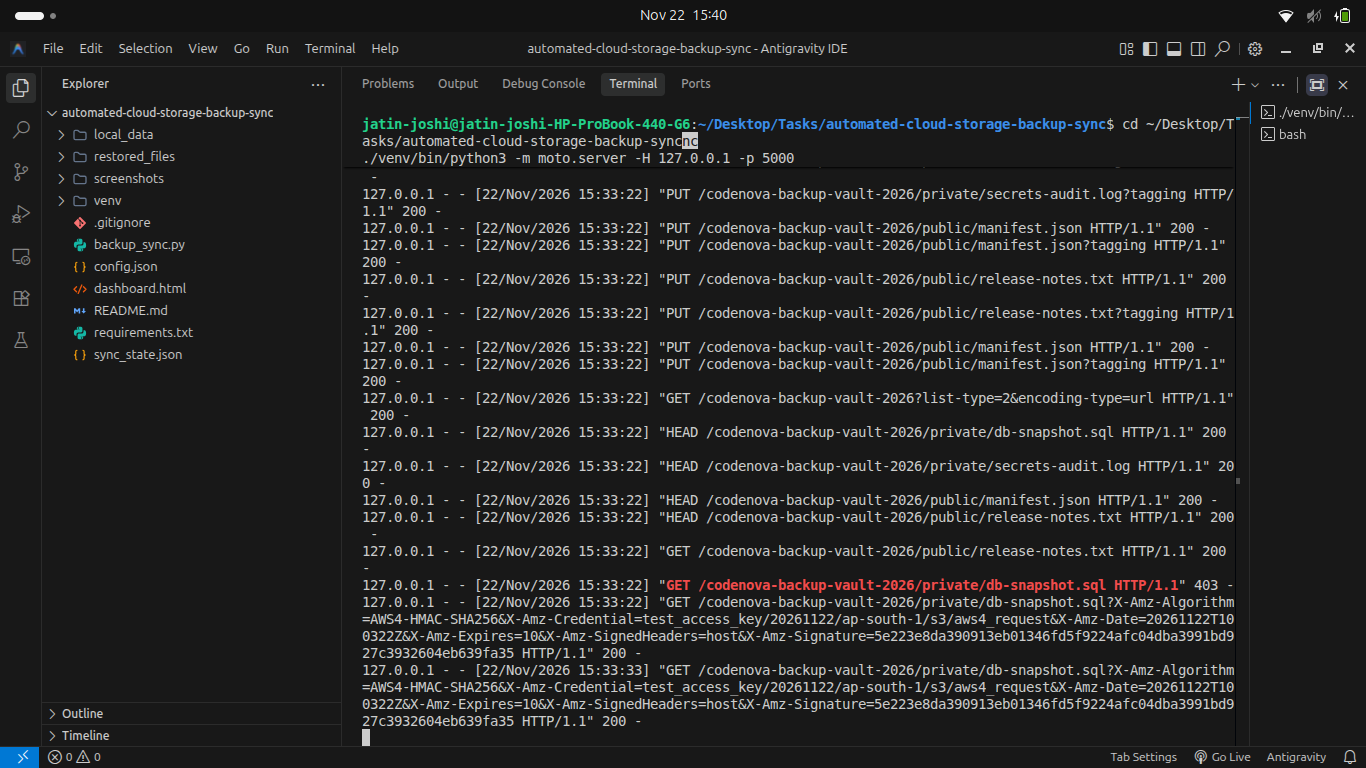 Nov 22 15:40
File Edit Selection View Go Run Terminal Help
automated-cloud-storage-backup-sync - Antigravity IDE
Explorer
automated-cloud-storage-backup-sync
local_data
restored_files
screenshots
venv
.gitignore
backup_sync.py
{ } config.json
</> dashboard.html
M↓ README.md
requirements.txt
{ } sync_state.json
Outline
Timeline
Problems Output Debug Console Terminal Ports
jatin-joshi@jatin-joshi-HP-ProBook-440-G6:~/Desktop/Tasks/automated-cloud-storage-backup-sync$ cd ~/Desktop/T
asks/automated-cloud-storage-backup-syncnc
./venv/bin/python3 -m moto.server -H 127.0.0.1 -p 5000
-
127.0.0.1 - - [22/Nov/2026 15:33:22] "PUT /codenova-backup-vault-2026/private/secrets-audit.log?tagging HTTP/
1.1" 200 -
127.0.0.1 - - [22/Nov/2026 15:33:22] "PUT /codenova-backup-vault-2026/public/manifest.json HTTP/1.1" 200 -
127.0.0.1 - - [22/Nov/2026 15:33:22] "PUT /codenova-backup-vault-2026/public/manifest.json?tagging HTTP/1.1"
200 -
127.0.0.1 - - [22/Nov/2026 15:33:22] "PUT /codenova-backup-vault-2026/public/release-notes.txt HTTP/1.1" 200
-
127.0.0.1 - - [22/Nov/2026 15:33:22] "PUT /codenova-backup-vault-2026/public/release-notes.txt?tagging HTTP/1
.1" 200 -
127.0.0.1 - - [22/Nov/2026 15:33:22] "PUT /codenova-backup-vault-2026/public/manifest.json HTTP/1.1" 200 -
127.0.0.1 - - [22/Nov/2026 15:33:22] "PUT /codenova-backup-vault-2026/public/manifest.json?tagging HTTP/1.1"
200 -
127.0.0.1 - - [22/Nov/2026 15:33:22] "GET /codenova-backup-vault-2026?list-type=2&encoding-type=url HTTP/1.1"
200 -
127.0.0.1 - - [22/Nov/2026 15:33:22] "HEAD /codenova-backup-vault-2026/private/db-snapshot.sql HTTP/1.1" 200
-
127.0.0.1 - - [22/Nov/2026 15:33:22] "HEAD /codenova-backup-vault-2026/private/secrets-audit.log HTTP/1.1" 20
0 -
127.0.0.1 - - [22/Nov/2026 15:33:22] "HEAD /codenova-backup-vault-2026/public/manifest.json HTTP/1.1" 200 -
127.0.0.1 - - [22/Nov/2026 15:33:22] "HEAD /codenova-backup-vault-2026/public/release-notes.txt HTTP/1.1" 200
-
127.0.0.1 - - [22/Nov/2026 15:33:22] "GET /codenova-backup-vault-2026/public/release-notes.txt HTTP/1.1" 200
-
127.0.0.1 - - [22/Nov/2026 15:33:22] "GET /codenova-backup-vault-2026/private/db-snapshot.sql HTTP/1.1" 403 -
127.0.0.1 - - [22/Nov/2026 15:33:22] "GET /codenova-backup-vault-2026/private/db-snapshot.sql?X-Amz-Algorithm
=AWS4-HMAC-SHA256&X-Amz-Credential=test_access_key/20261122/ap-south-1/s3/aws4_request&X-Amz-Date=20261122T10
0322Z&X-Amz-Expires=10&X-Amz-SignedHeaders=host&X-Amz-Signature=5e223e8da390913eb01346fd5f9224afc04dba3991bd9
27c3932604eb639fa35 HTTP/1.1" 200 -
127.0.0.1 - - [22/Nov/2026 15:33:33] "GET /codenova-backup-vault-2026/private/db-snapshot.sql?X-Amz-Algorithm
=AWS4-HMAC-SHA256&X-Amz-Credential=test_access_key/20261122/ap-south-1/s3/aws4_request&X-Amz-Date=20261122T10
0322Z&X-Amz-Expires=10&X-Amz-SignedHeaders=host&X-Amz-Signature=5e223e8da390913eb01346fd5f9224afc04dba3991bd9
27c3932604eb639fa35 HTTP/1.1" 200 -
./venv/bin/...
bash
0 0
Tab Settings Go Live Antigravity